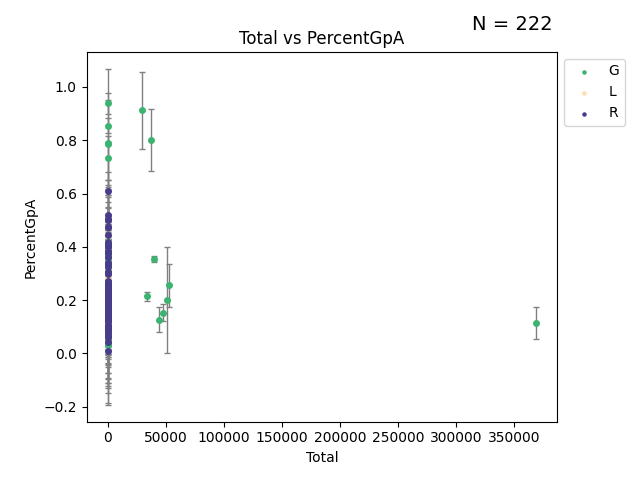 N = 222
Total vs PercentGpA
G
L
R
PercentGpA
1.0
0.8
0.6
0.4
0.2
0.0
−0.2
0 50000 100000 150000 200000 250000 300000 350000
Total